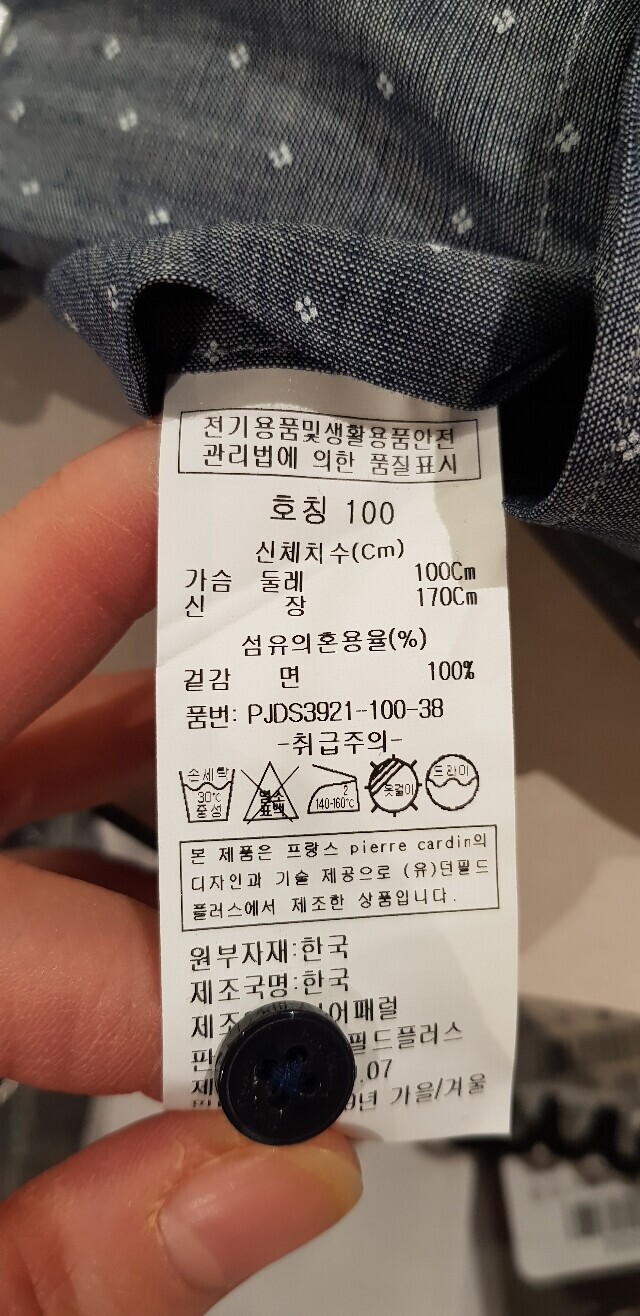 전기용품및생활용품안전
관리법에 의한 품질표시
호칭 100
신체치수(Cm)
가슴 둘레 100Cm
신 장 170Cm
섬유의혼용율(%)
겉감 면 100%
품번: PJDS3921-100-38
-취급주의-
손세탁 30℃ 중성
염소 표백
2 140-160℃
옷걸이
드라이
본 제품은 프랑스 pierre cardin의
디자인과 기술 제공으로 (유)던필드
플러스에서 제조한 상품입니다.
원부자재:한국
제조국명:한국
제조 어패럴
필드플러스
.07
9년 가을/겨울